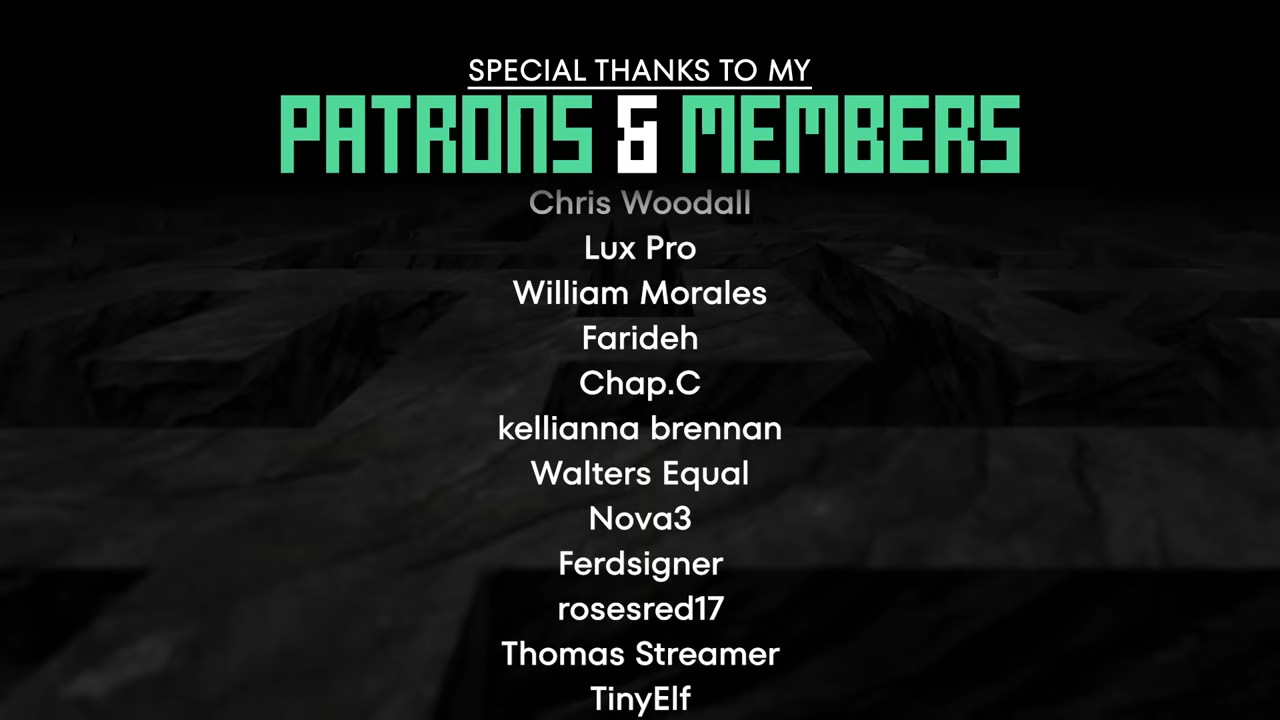 SPECIAL THANKS TO MY
PATRONS & MEMBERS
Chris Woodall
Lux Pro
William Morales
Farideh
Chap.C
kellianna brennan
Walters Equal
Nova3
Ferdsigner
rosesred17
Thomas Streamer
TinyElf